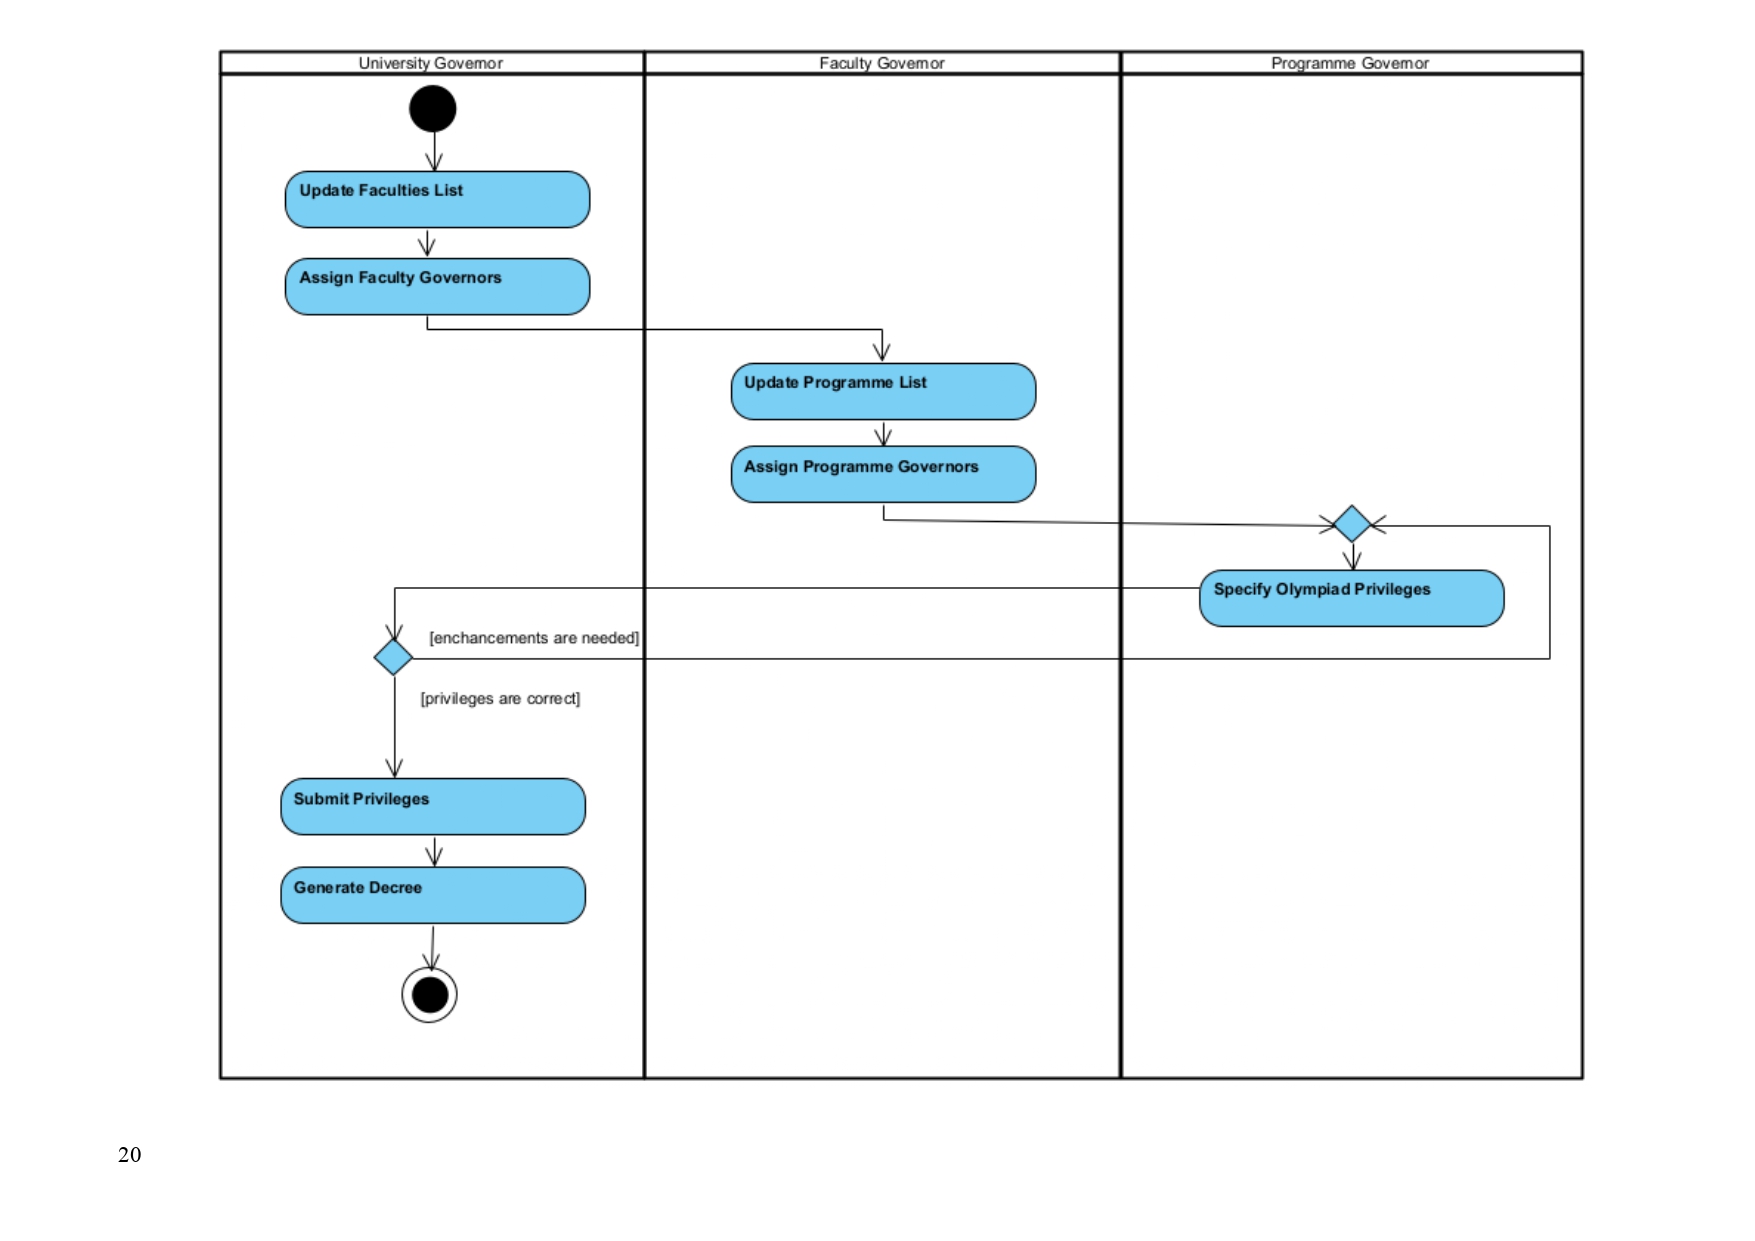 University Governor
Faculty Governor
Programme Governor
Update Faculties List
Assign Faculty Governors
Update Programme List
Assign Programme Governors
Specify Olympiad Privileges
[enchancements are needed]
[privileges are correct]
Submit Privileges
Generate Decree
20